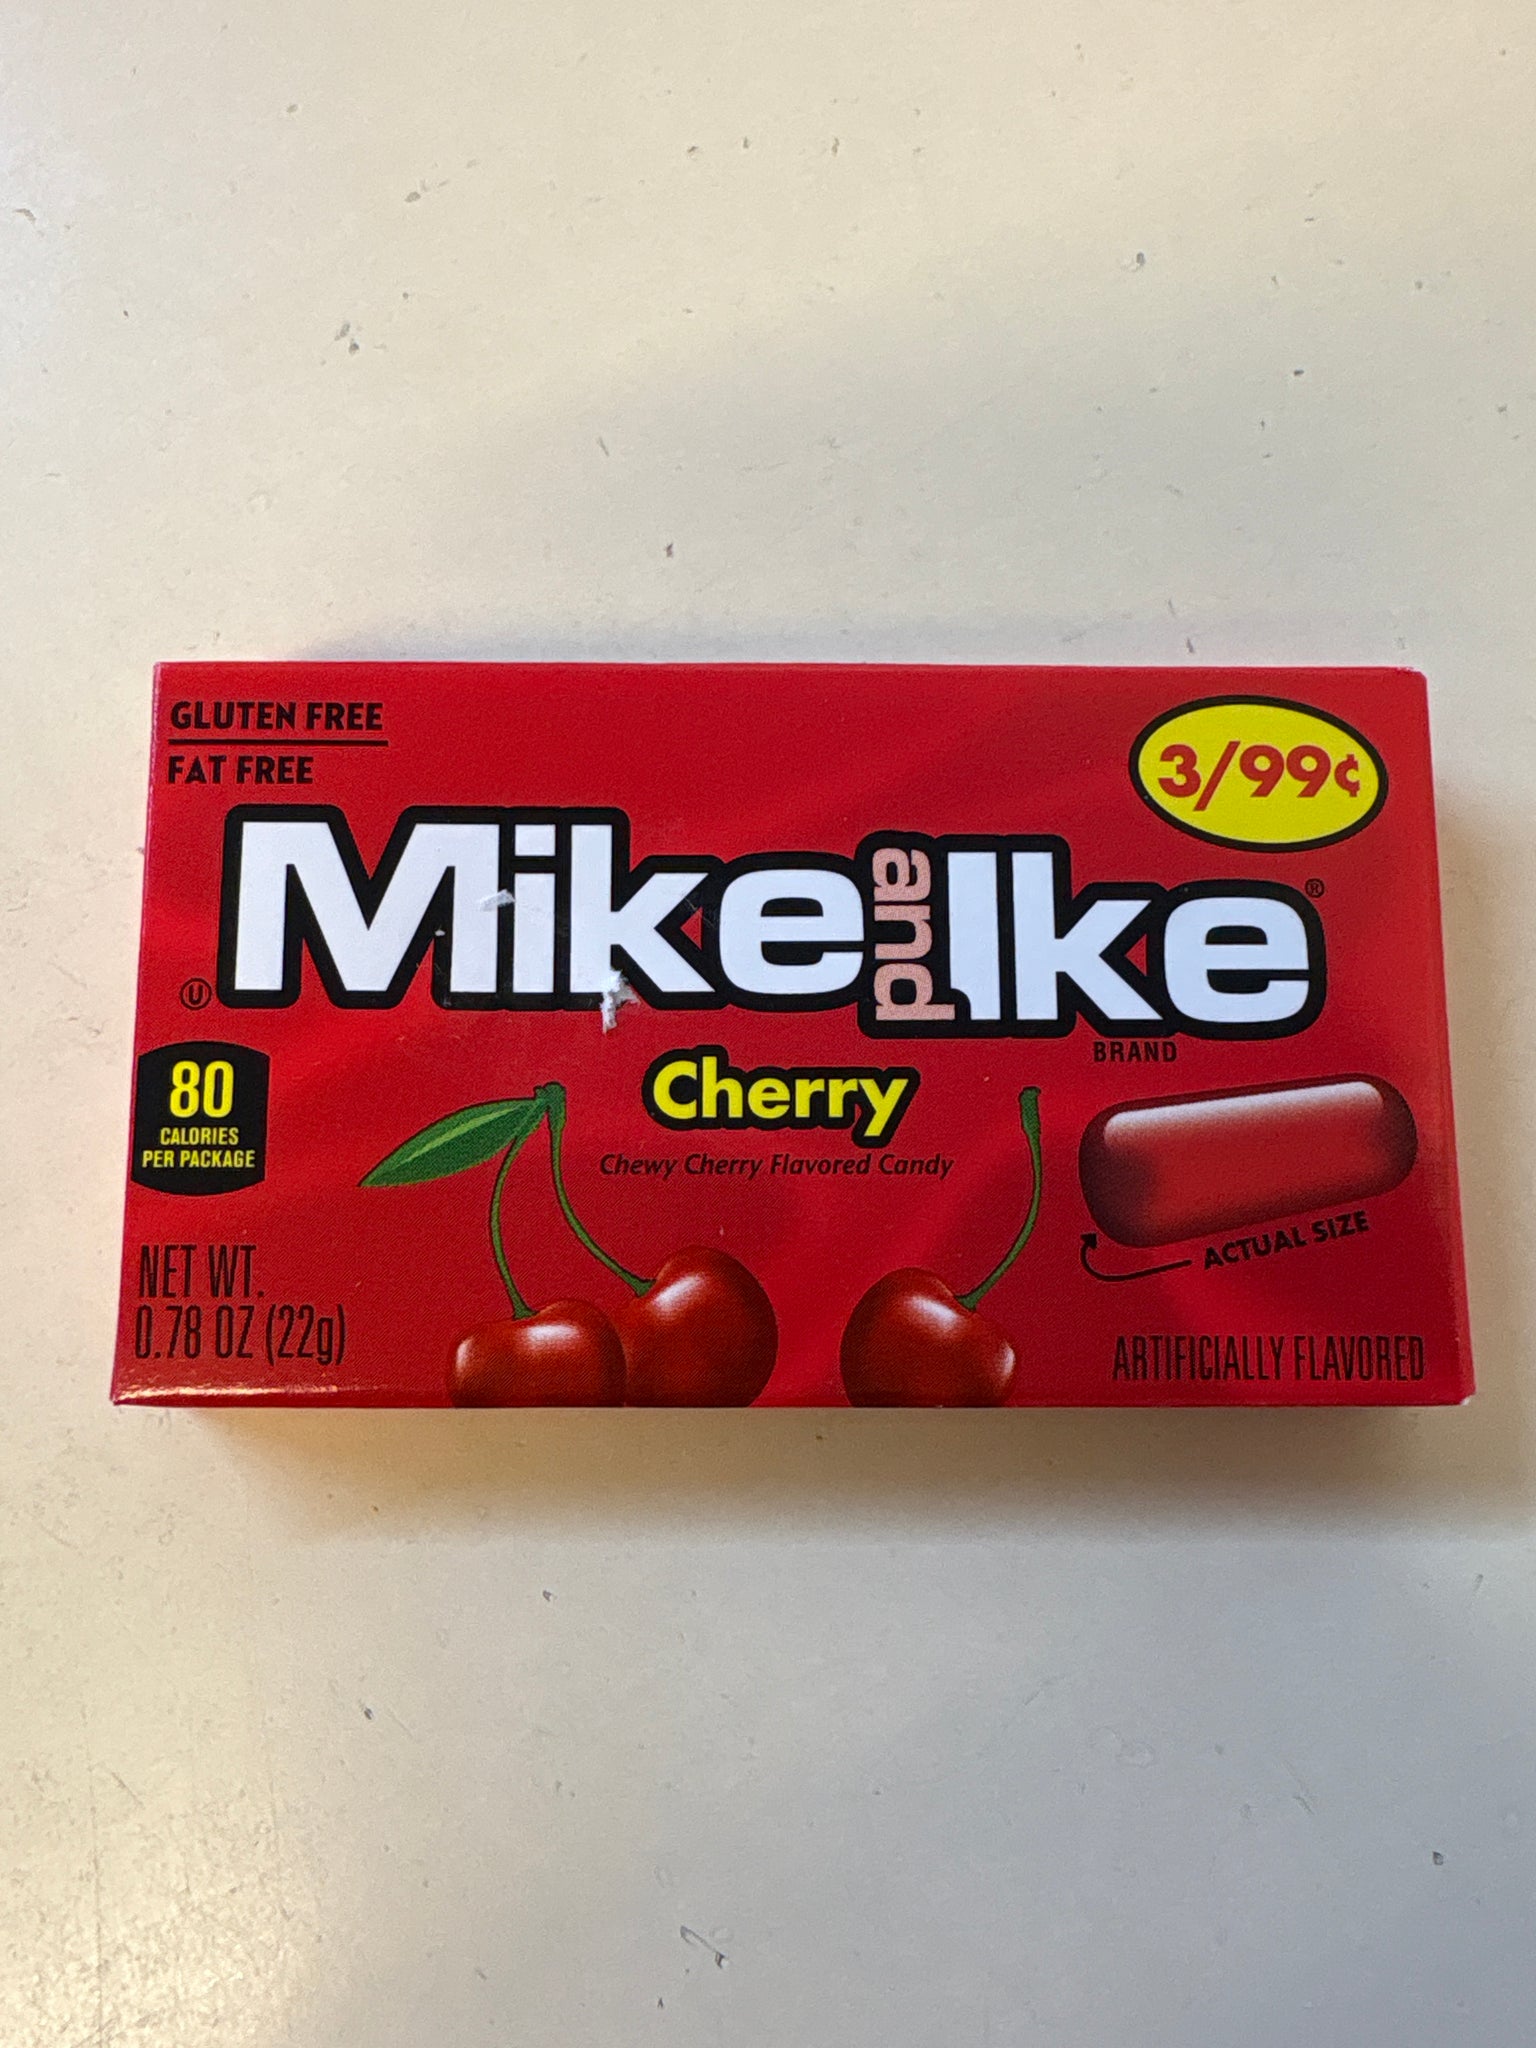 GLUTEN FREE
FAT FREE
3/99¢
Mike and Ike®
Ⓤ
BRAND
80
CALORIES
PER PACKAGE
Cherry
Chewy Cherry Flavored Candy
ACTUAL SIZE
NET WT.
0.78 OZ (22g)
ARTIFICIALLY FLAVORED